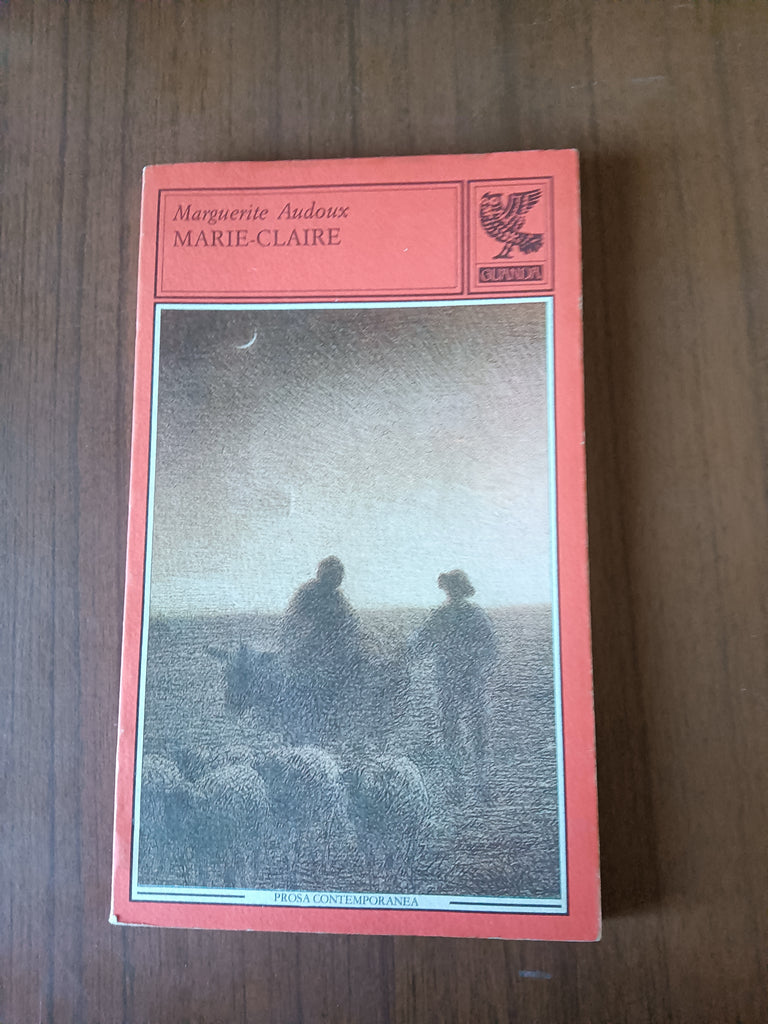 Marguerite Audoux
MARIE-CLAIRE
GUANDA
PROSA CONTEMPORANEA